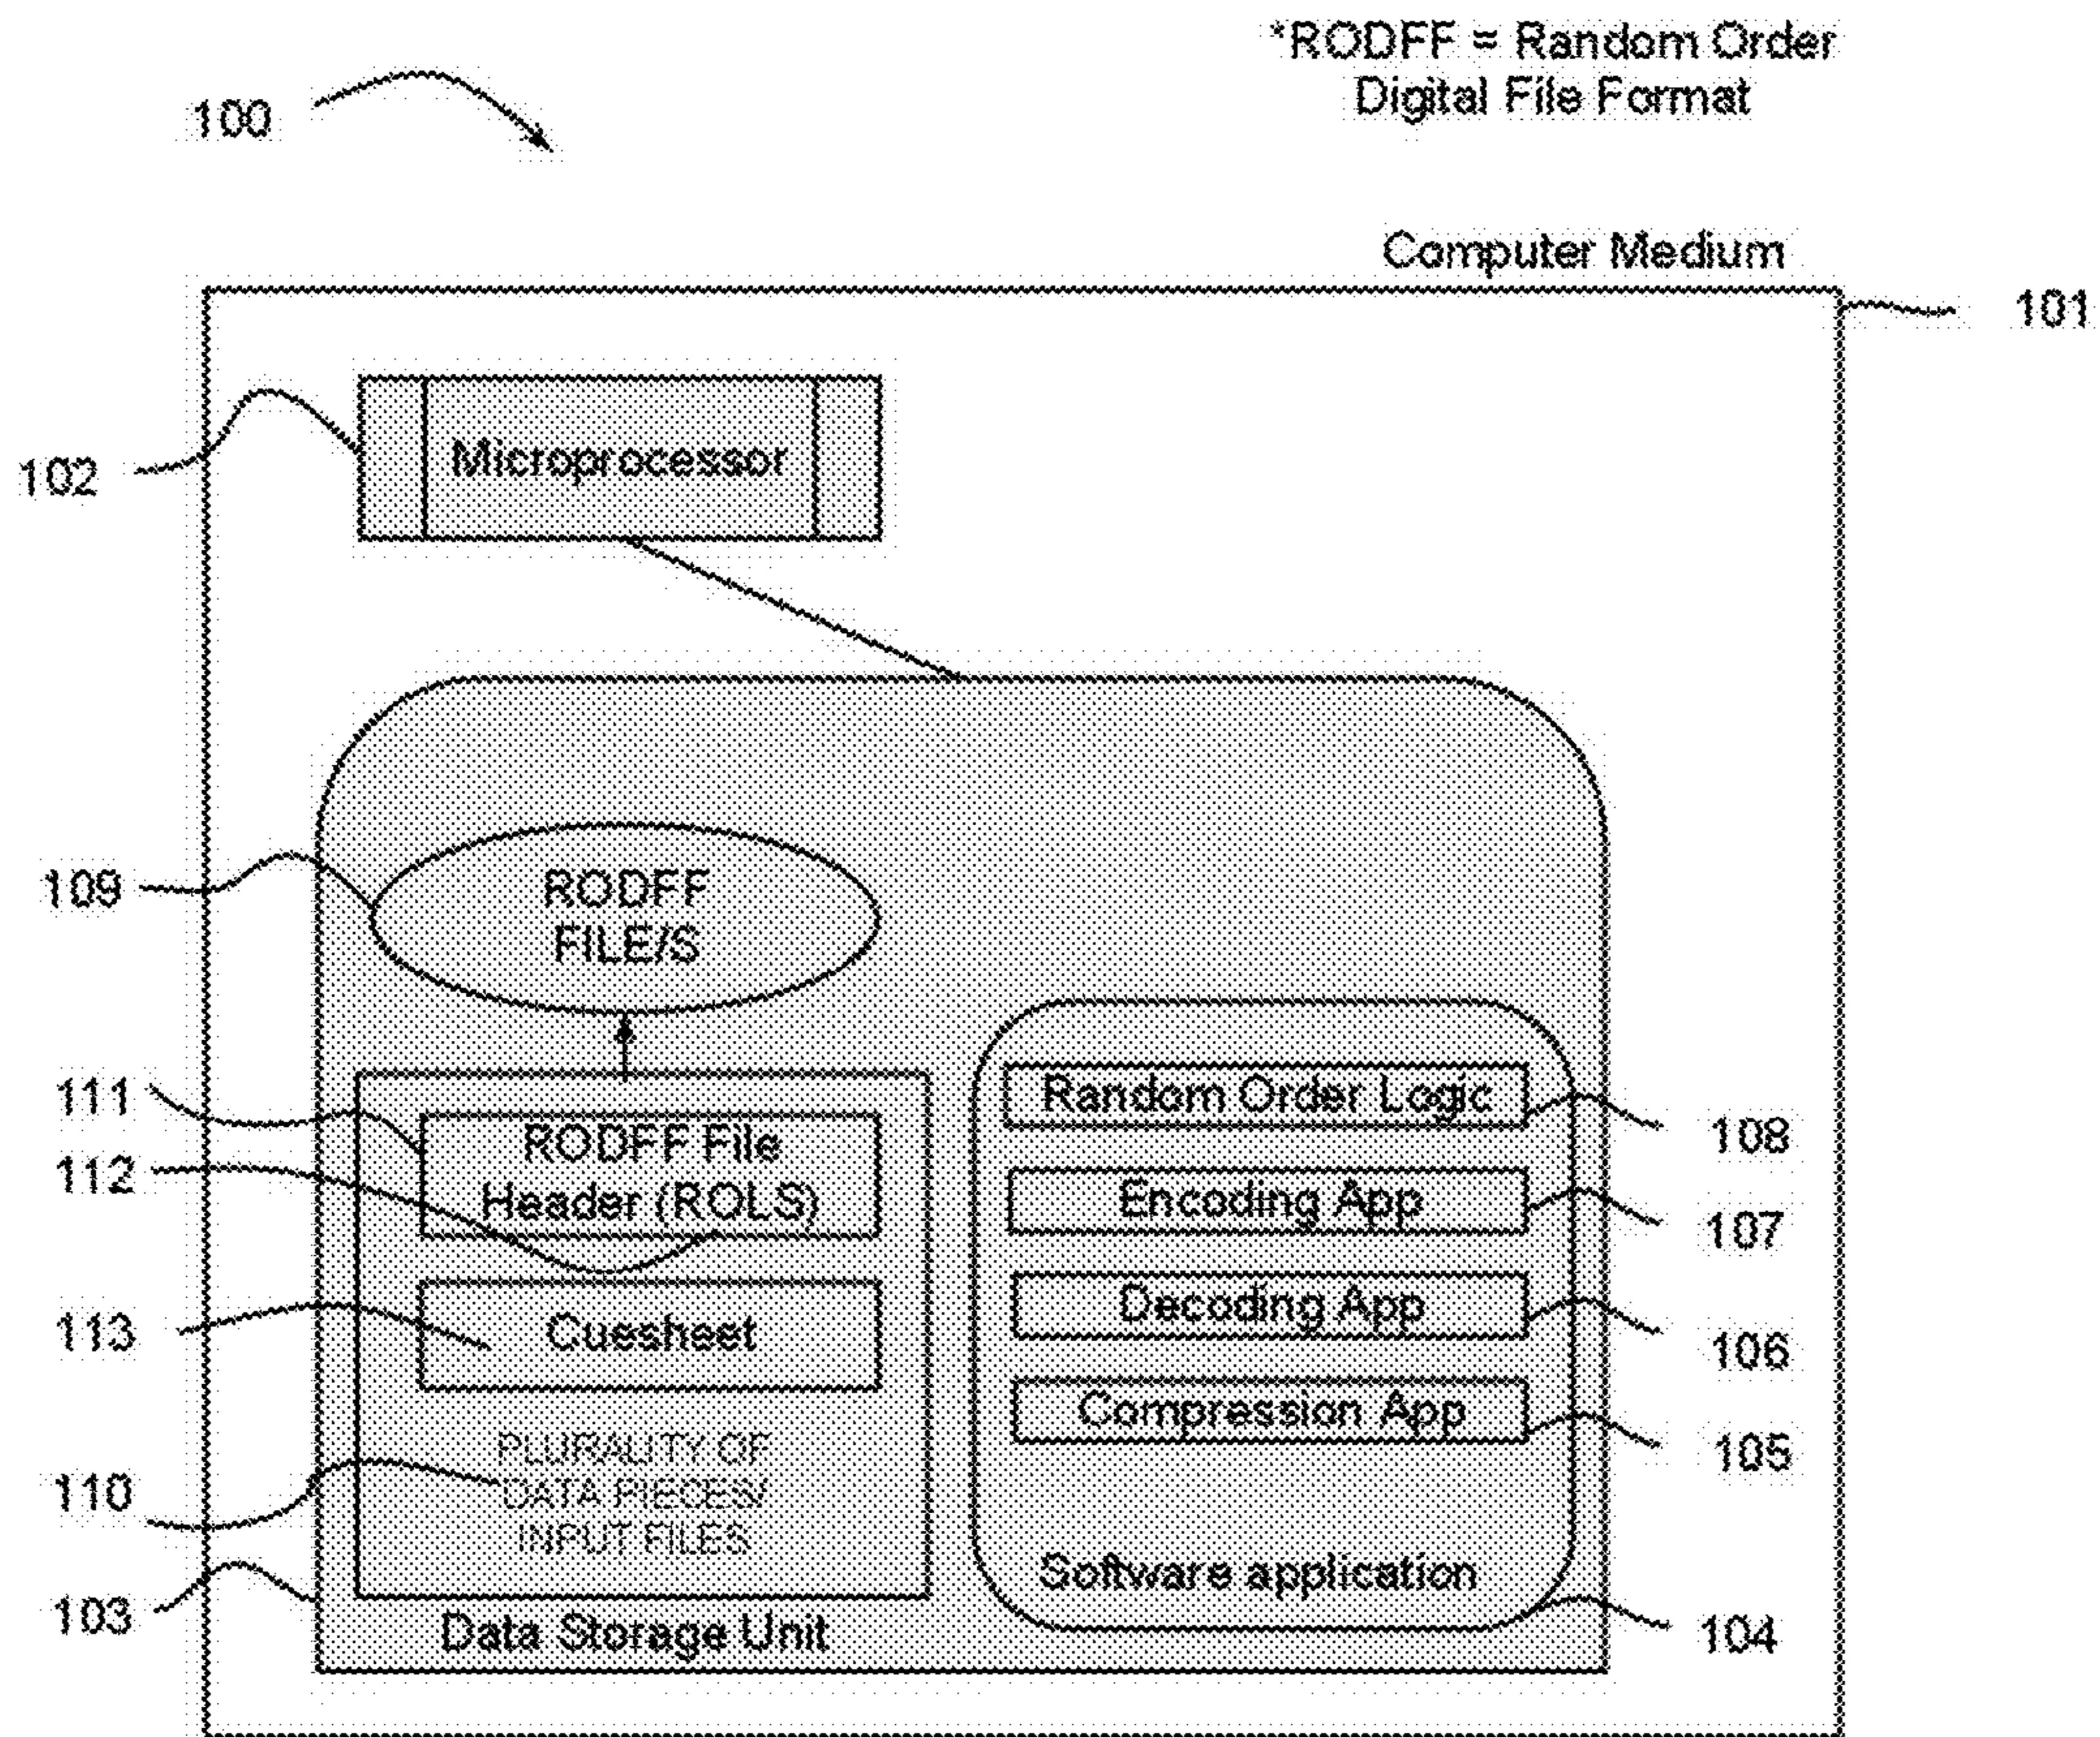 *RODFF = Random Order
Digital File Format
100
Computer Medium
101
Microprocessor
102
109
RODFF
FILE/S
111
RODFF File
Header (ROLS)
112
113
Cuesheet
110
PLURALITY OF
DATA PIECES/
INPUT FILES
103
Data Storage Unit
Random Order Logic
108
Encoding App
107
Decoding App
106
Compression App
105
Software application
104